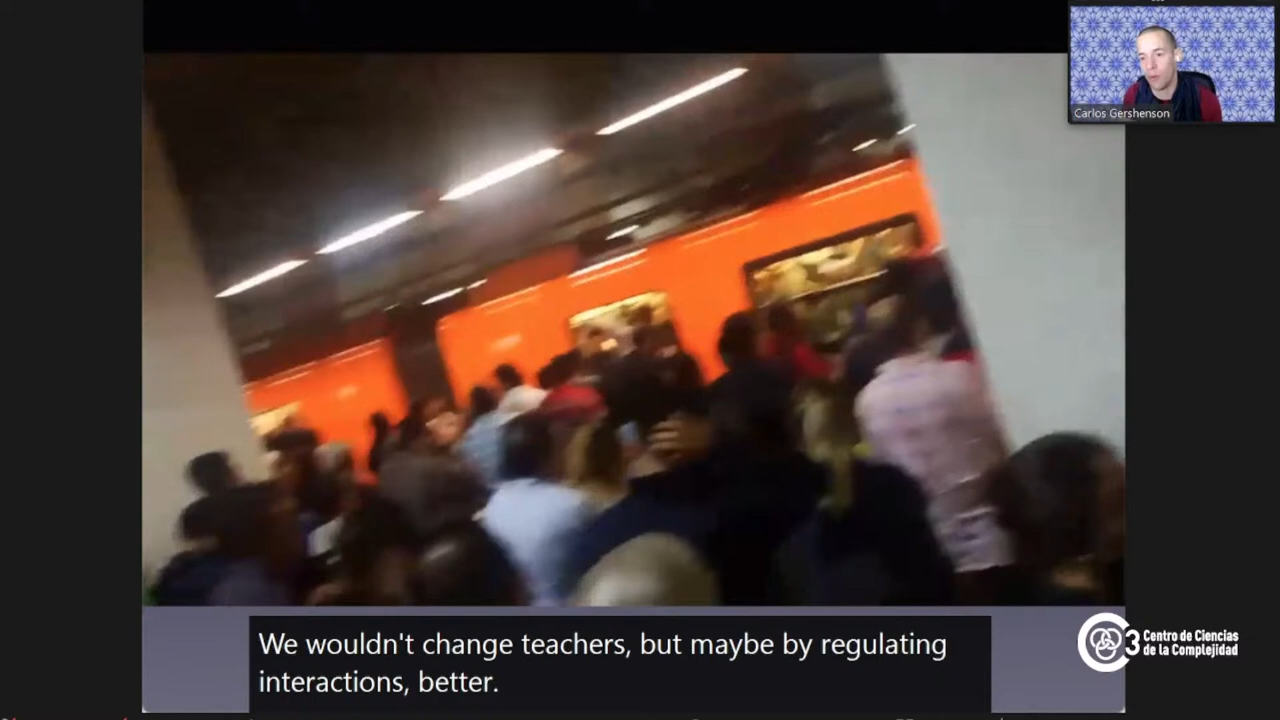 Carlos Gershenson
We wouldn't change teachers, but maybe by regulating
interactions, better.
C3 Centro de Ciencias
de la Complejidad